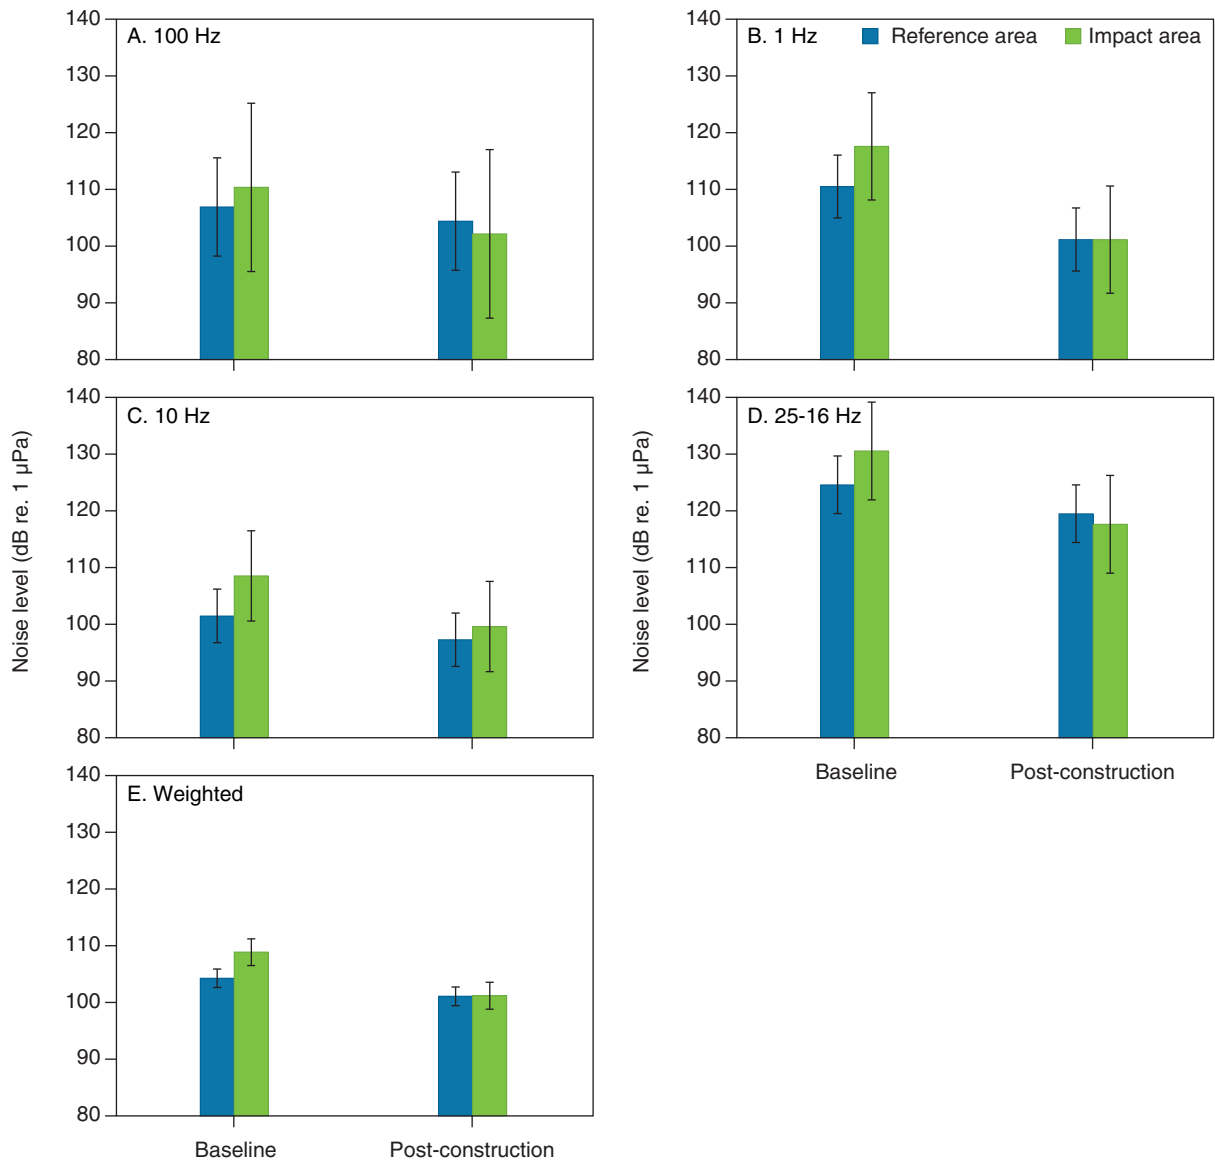 A. 100 Hz
140
130
120
110
100
90
80
B. 1 Hz
Reference area
Impact area
140
130
120
110
100
90
80
C. 10 Hz
140
130
120
110
100
90
80
Noise level (dB re. 1 µPa)
D. 25-16 Hz
140
130
120
110
100
90
80
Noise level (dB re. 1 µPa)
Baseline
Post-construction
E. Weighted
140
130
120
110
100
90
80
Baseline
Post-construction